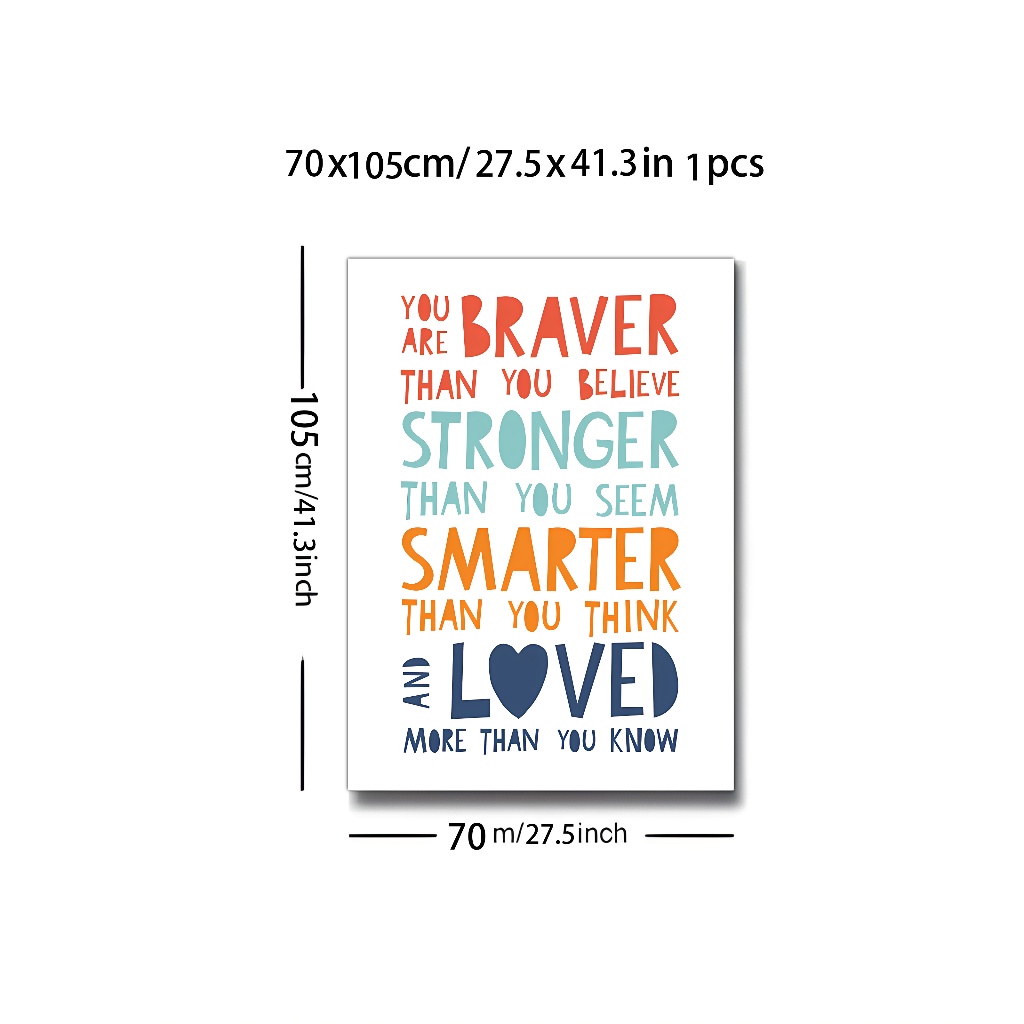 70x105cm/ 27.5x41.3in 1pcs
105cm/41.3inch
YOU
ARE BRAVER
THAN YOU BELIEVE
STRONGER
THAN YOU SEEM
SMARTER
THAN YOU THINK
AND LOVED
MORE THAN YOU KNOW
70 m/27.5inch